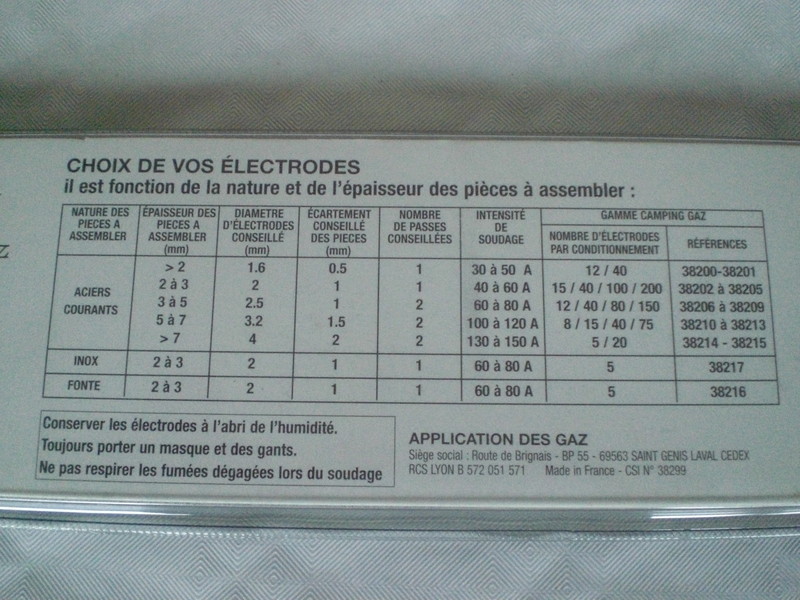 CHOIX DE VOS ÉLECTRODES
il est fonction de la nature et de l'épaisseur des pièces à assembler :
NATURE DES PIECES A ASSEMBLER
ÉPAISSEUR DES PIECES A ASSEMBLER (mm)
DIAMETRE D'ÉLECTRODES CONSEILLÉ (mm)
ÉCARTEMENT CONSEILLÉ DES PIECES (mm)
NOMBRE DE PASSES CONSEILLÉES
INTENSITÉ DE SOUDAGE
GAMME CAMPING GAZ
NOMBRE D'ÉLECTRODES PAR CONDITIONNEMENT
RÉFÉRENCES
ACIERS COURANTS
> 2 1.6 0.5 1 30 à 50 A 12 / 40 38200-38201
2 à 3 2 1 1 40 à 60 A 15 / 40 / 100 / 200 38202 à 38205
3 à 5 2.5 1 2 60 à 80 A 12 / 40 / 80 / 150 38206 à 38209
5 à 7 3.2 1.5 2 100 à 120 A 8 / 15 / 40 / 75 38210 à 38213
> 7 4 2 2 130 à 150 A 5 / 20 38214 - 38215
INOX 2 à 3 2 1 1 60 à 80 A 5 38217
FONTE 2 à 3 2 1 1 60 à 80 A 5 38216
Conserver les électrodes à l'abri de l'humidité.
Toujours porter un masque et des gants.
Ne pas respirer les fumées dégagées lors du soudage
APPLICATION DES GAZ
Siège social : Route de Brignais - BP 55 - 69563 SAINT GENIS LAVAL CEDEX
RCS LYON B 572 051 571 Made in France - CSI N° 38299